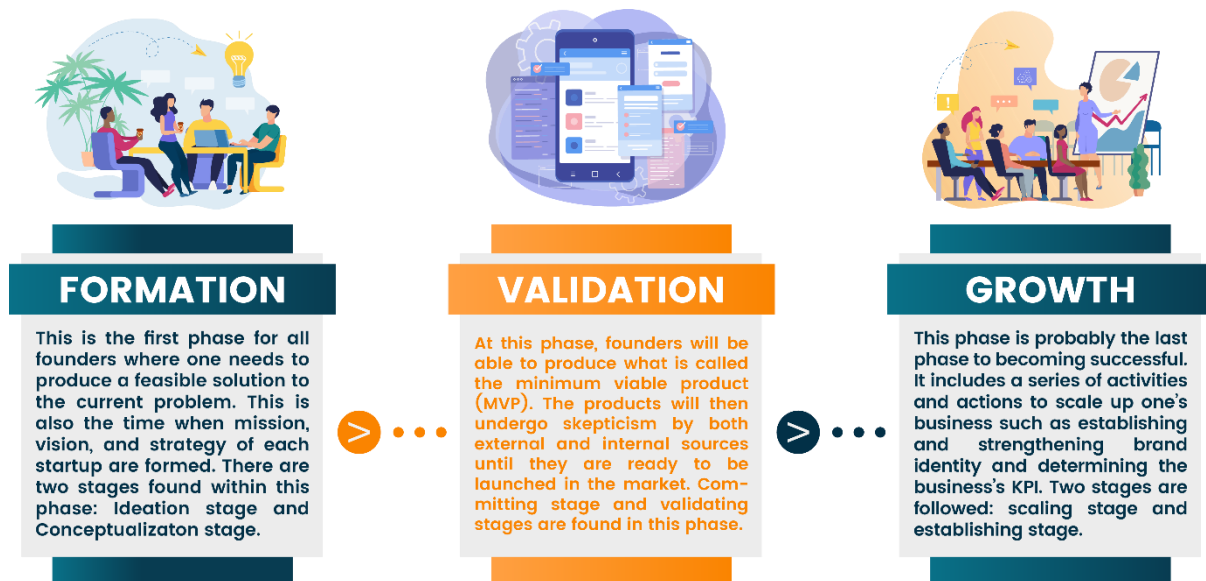 FORMATION
This is the first phase for all
founders where one needs to
produce a feasible solution to
the current problem. This is
also the time when mission,
vision, and strategy of each
startup are formed. There are
two stages found within this
phase: Ideation stage and
Conceptualizaton stage.
>
VALIDATION
At this phase, founders will be
able to produce what is called
the minimum viable product
(MVP). The products will then
undergo skepticism by both
external and internal sources
until they are ready to be
launched in the market. Com-
mitting stage and validating
stages are found in this phase.
>
GROWTH
This phase is probably the last
phase to becoming successful.
It includes a series of activities
and actions to scale up one's
business such as establishing
and strengthening brand
identity and determining the
business's KPI. Two stages are
followed: scaling stage and
establishing stage.